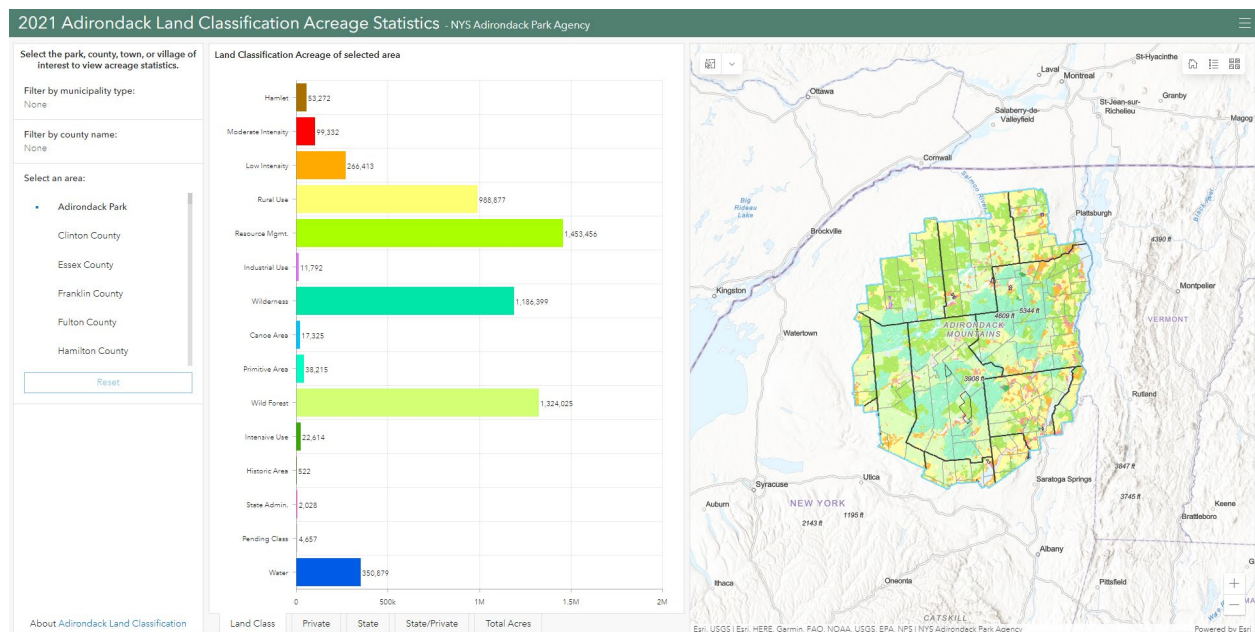 2021 Adirondack Land Classification Acreage Statistics - NYS Adirondack Park Agency
Select the park, county, town, or village of
interest to view acreage statistics.
Filter by municipality type:
None
Filter by county name:
None
Select an area:
Adirondack Park
Clinton County
Essex County
Franklin County
Fulton County
Hamilton County
Reset
About Adirondack Land Classification
Land Classification Acreage of selected area
Hamlet 53,272
Moderate Intensity 99,332
Low Intensity 266,413
Rural Use 988,877
Resource Mgmt. 1,453,456
Industrial Use 11,792
Wilderness 1,186,399
Canoe Area 17,325
Primitive Area 38,215
Wild Forest 1,324,025
Intensive Use 22,614
Historic Area 522
State Admin. 2,028
Pending Class 4,657
Water 350,879
0 500k 1M 1.5M 2M
Land Class Private State State/Private Total Acres
St-Hyacinthe
Laval
Montreal
Ottawa
Granby
St-Jean-sur-
Richelieu
Salaberry-de-
Valleyfield
Magog
Cornwall
Salmon River
Big
Rideau
Lake
Plattsburgh
Brockville
4390 ft
Kingston
Montpelier
5344 ft
4609 ft
VERMONT
ADIRONDACK
MOUNTAINS
Watertown
3908 ft
Rutland
3847 ft
Utica
Saratoga Springs
Syracuse
3745 ft
Auburn
NEW YORK
Keene
1195 ft
Brattleboro
2143 ft
Albany
Ithaca
Oneonta
Pittsfield
CATSKILL
Esri, USGS | Esri, HERE, Garmin, FAO, NOAA, USGS, EPA, NPS | NYS Adirondack Park Agency
Powered by Esri